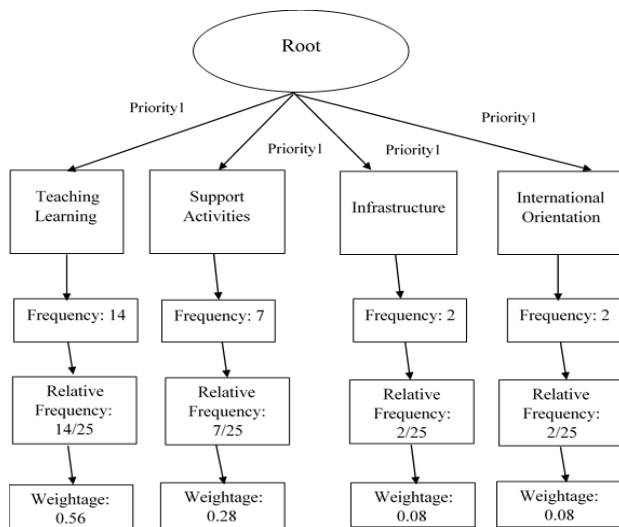 Root
Priority1
Priority1
Priority1
Priority1
Teaching
Learning
Support
Activities
Infrastructure
International
Orientation
Frequency: 14
Frequency: 7
Frequency: 2
Frequency: 2
Relative
Frequency:
14/25
Relative
Frequency:
7/25
Relative
Frequency:
2/25
Relative
Frequency:
2/25
Weightage:
0.56
Weightage:
0.28
Weightage:
0.08
Weightage:
0.08